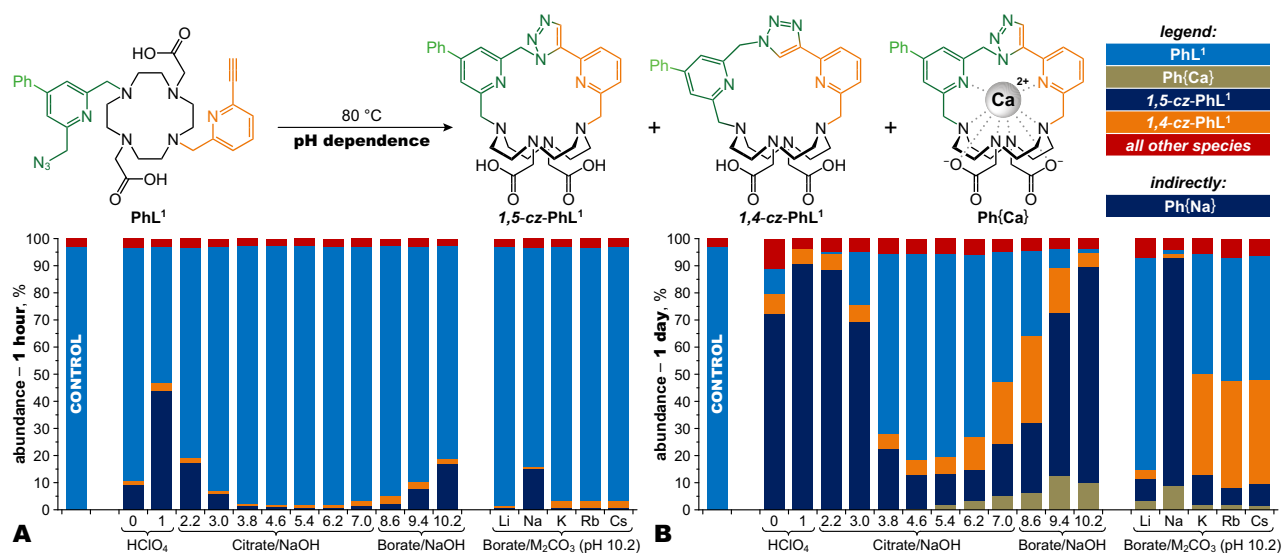 HO
O
Ph
N
N
N
N
N
N
N₃
O
OH
PhL¹
80 °C
pH dependence
Ph
N
N
N
N
N
N
N
N
N
HO
O
O
OH
1,5-cz-PhL¹
+
Ph
N
N
N
N
N
N
N
N
N
HO
O
O
OH
1,4-cz-PhL¹
+
Ph
N
N
N
N
N
Ca
2+
N
N
N
N
⁻O
O
O
O⁻
Ph{Ca}
legend:
PhL¹
Ph{Ca}
1,5-cz-PhL¹
1,4-cz-PhL¹
all other species
indirectly:
Ph{Na}
abundance – 1 hour, %
100
90
80
70
60
50
40
30
20
10
0
CONTROL
0 1 2.2 3.0 3.8 4.6 5.4 6.2 7.0 8.6 9.4 10.2 Li Na K Rb Cs
HClO₄ Citrate/NaOH Borate/NaOH Borate/M₂CO₃ (pH 10.2)
A
abundance – 1 day, %
100
90
80
70
60
50
40
30
20
10
0
CONTROL
0 1 2.2 3.0 3.8 4.6 5.4 6.2 7.0 8.6 9.4 10.2 Li Na K Rb Cs
HClO₄ Citrate/NaOH Borate/NaOH Borate/M₂CO₃ (pH 10.2)
B